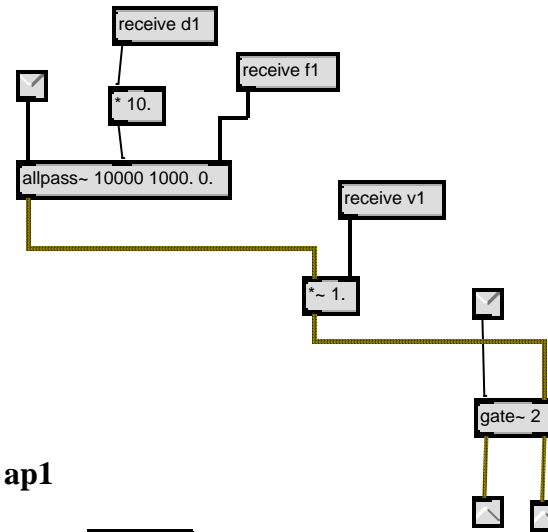 receive d1
receive f1
* 10.
allpass~ 10000 1000. 0.
receive v1
*~ 1.
gate~ 2
ap1